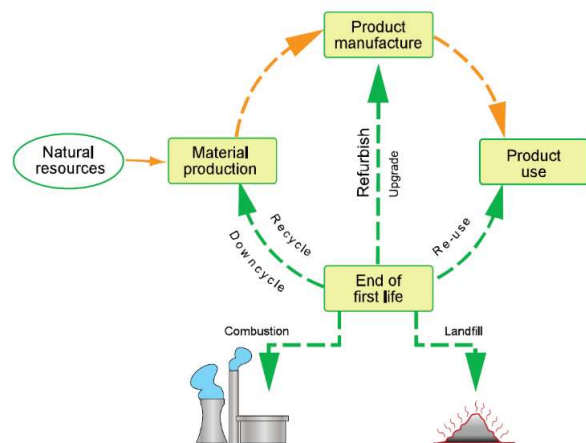 Product
manufacture
Natural
resources
Material
production
Refurbish
Upgrade
Product
use
Recycle
Downcycle
Re-use
End of
first life
Combustion
Landfill